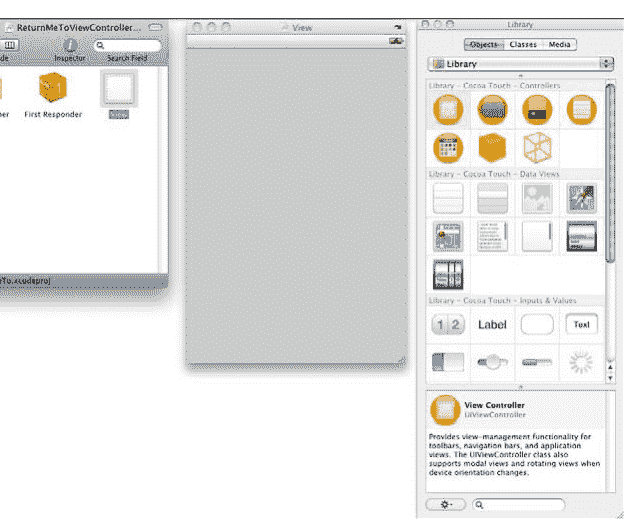 ReturnMeToViewController...
Inspector
Search Field
First Responder
View
View
Library
Objects Classes Media
Library
Library – Cocoa Touch – Controllers
Library – Cocoa Touch – Data Views
Library – Cocoa Touch – Inputs & Values
1 2
Label
Text
View Controller
UIViewController
Provides view-management functionality for
toolbars, navigation bars, and application
views. The UIViewController class also
supports modal views and rotating views when
device orientation changes.